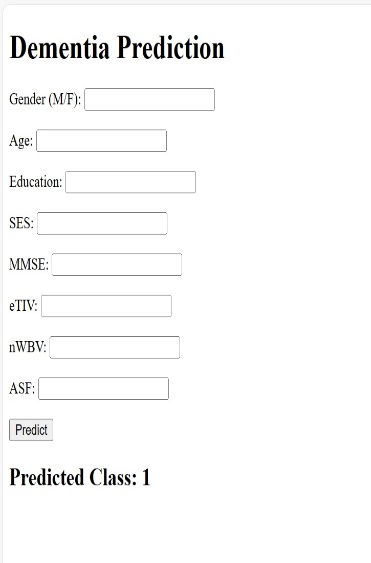 Dementia Prediction
Gender (M/F):
Age:
Education:
SES:
MMSE:
eTIV:
nWBV:
ASF:
Predict
Predicted Class: 1